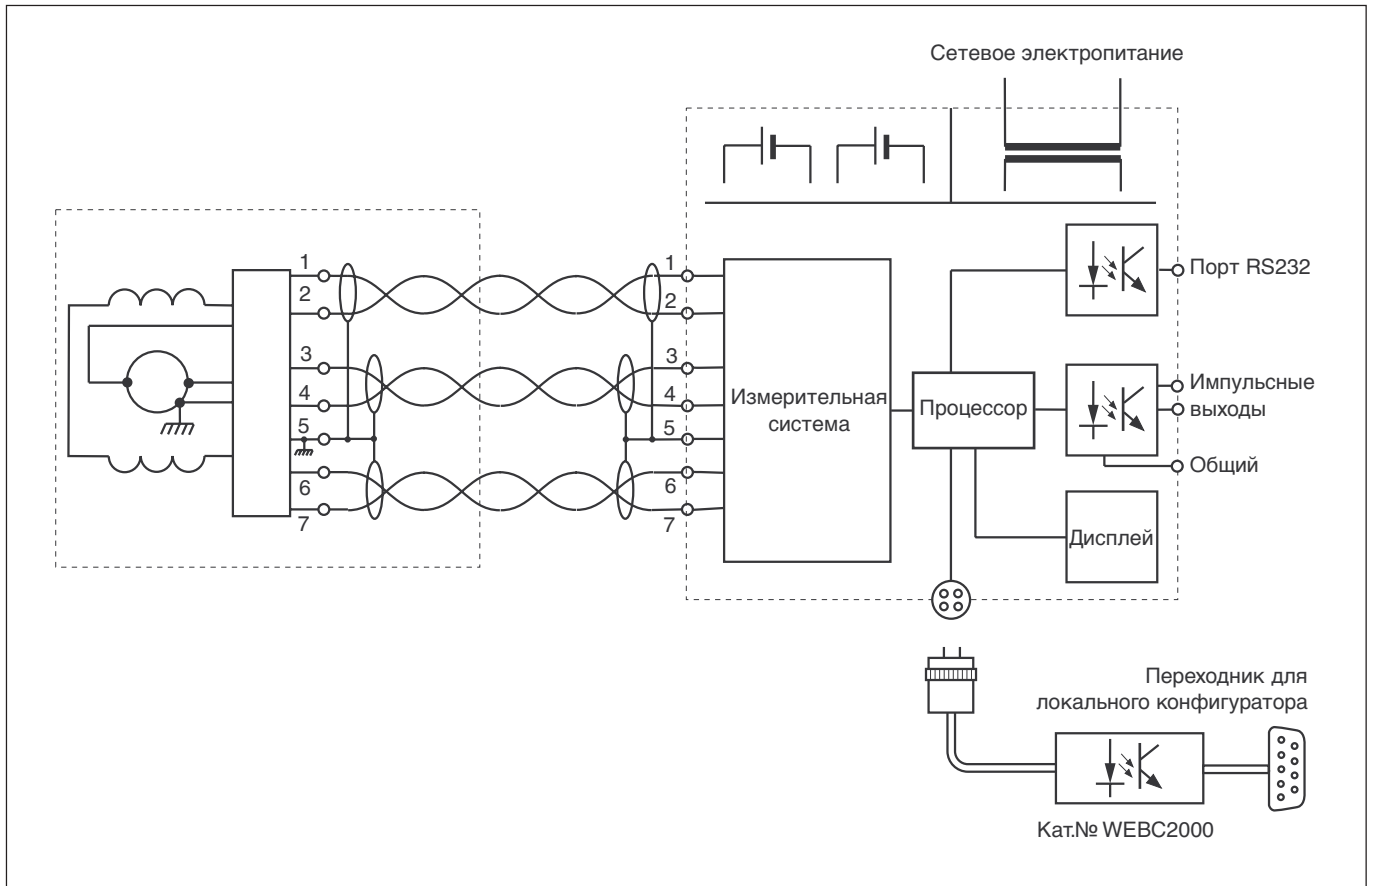 Сетевое электропитание
1
2
3
4
5
6
7
1
2
3
4
5
6
7
Измерительная
система
Процессор
Порт RS232
Импульсные
выходы
Общий
Дисплей
Переходник для
локального конфигуратора
Кат.№ WEBC2000